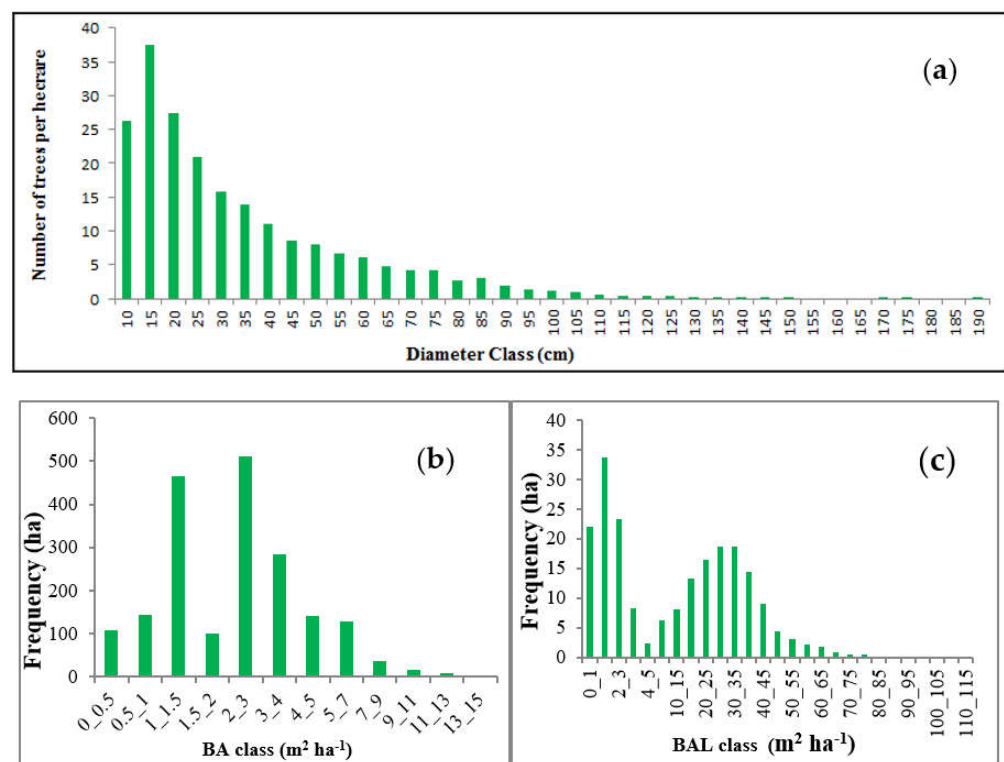 (a)
Number of trees per hecrare
40
35
30
25
20
15
10
5
0
10 15 20 25 30 35 40 45 50 55 60 65 70 75 80 85 90 95 100 105 110 115 120 125 130 135 140 145 150 155 160 165 170 175 180 185 190
Diameter Class (cm)
(b)
Frequency (ha)
600
500
400
300
200
100
0
0_0.5 0.5_1 1_1.5 1.5_2 2_3 3_4 4_5 5_7 7_9 9_11 11_13 13_15
BA class (m² ha⁻¹)
(c)
Frequency (ha)
40
35
30
25
20
15
10
5
0
0_1 2_3 4_5 10_15 20_25 30_35 40_45 50_55 60_65 70_75 80_85 90_95 100_105 110_115
BAL class (m² ha⁻¹)